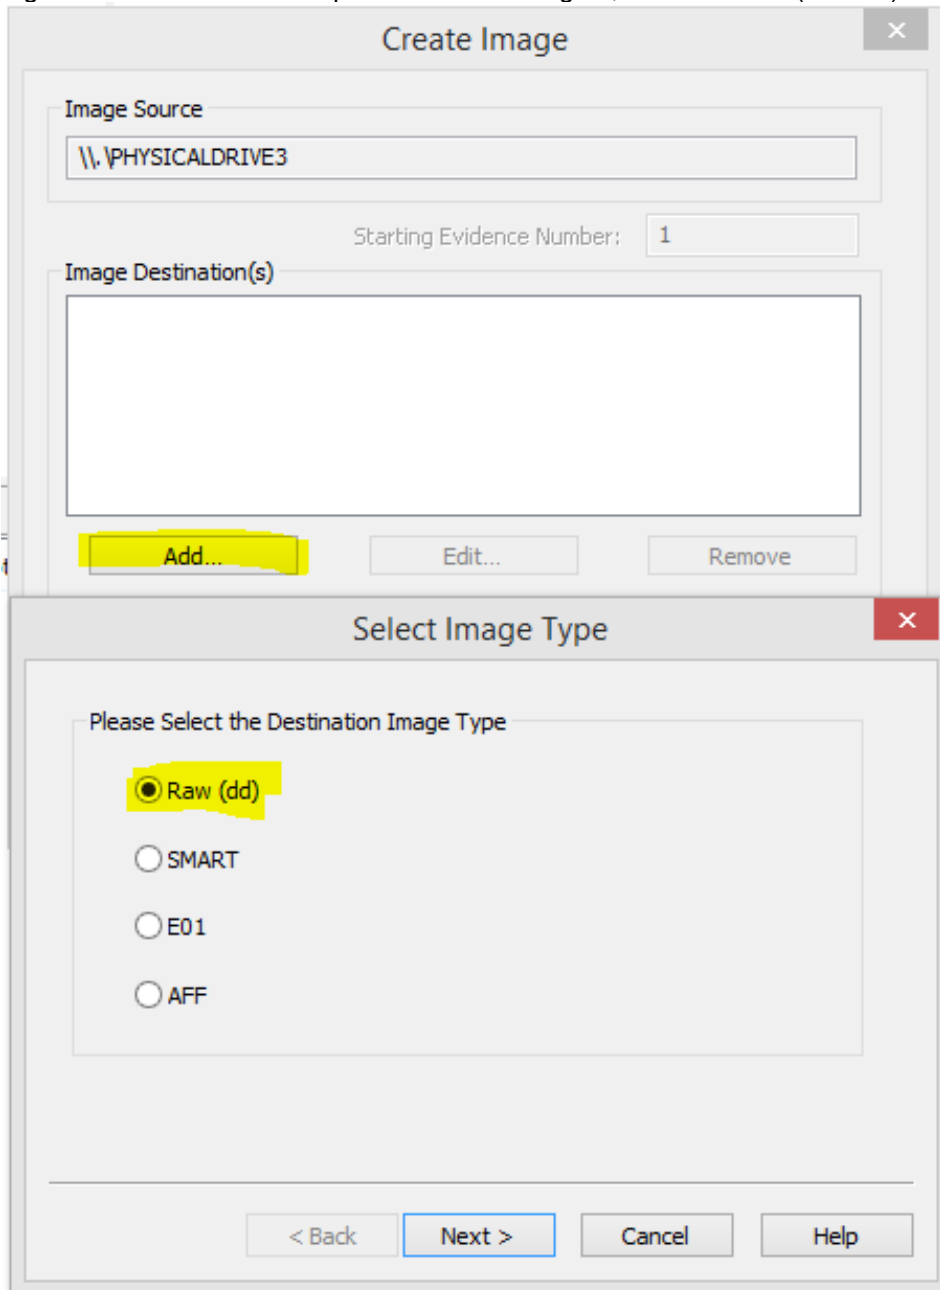 Create Image
Image Source
\\.\PHYSICALDRIVE3
Starting Evidence Number: 1
Image Destination(s)
Add... Edit... Remove
Select Image Type
Please Select the Destination Image Type
Raw (dd)
SMART
E01
AFF
< Back Next > Cancel Help